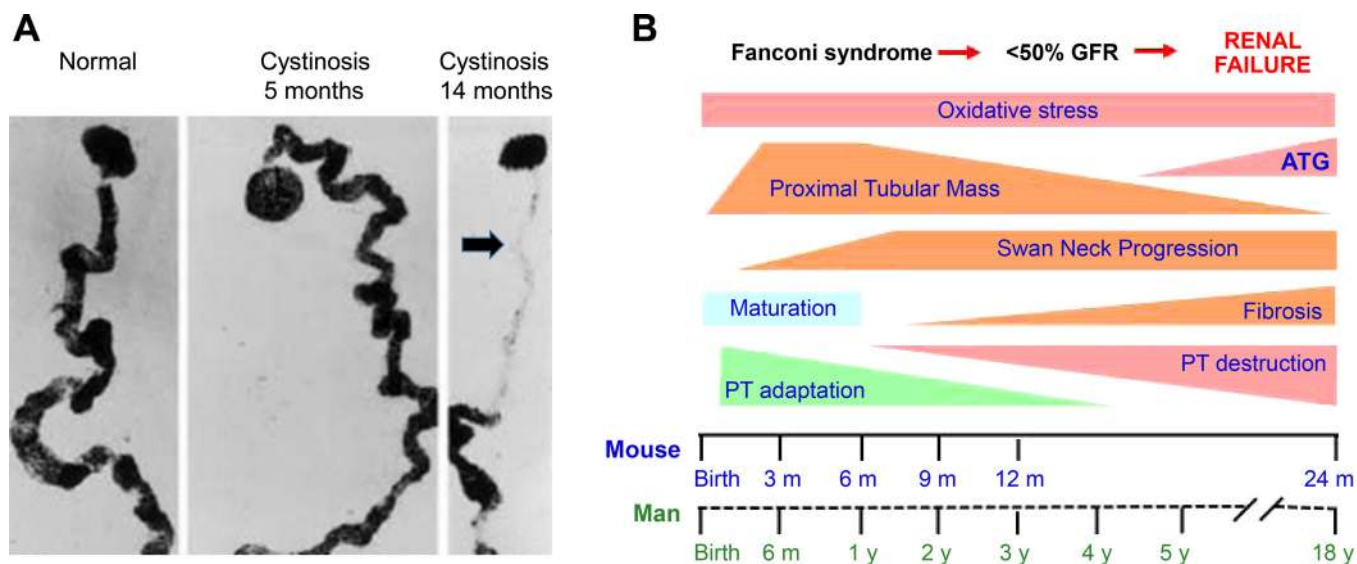 A
Normal
Cystinosis
5 months
Cystinosis
14 months
B
Fanconi syndrome
<50% GFR
RENAL
FAILURE
Oxidative stress
ATG
Proximal Tubular Mass
Swan Neck Progression
Maturation
Fibrosis
PT destruction
PT adaptation
Mouse
Birth 3 m 6 m 9 m 12 m 24 m
Man
Birth 6 m 1 y 2 y 3 y 4 y 5 y 18 y